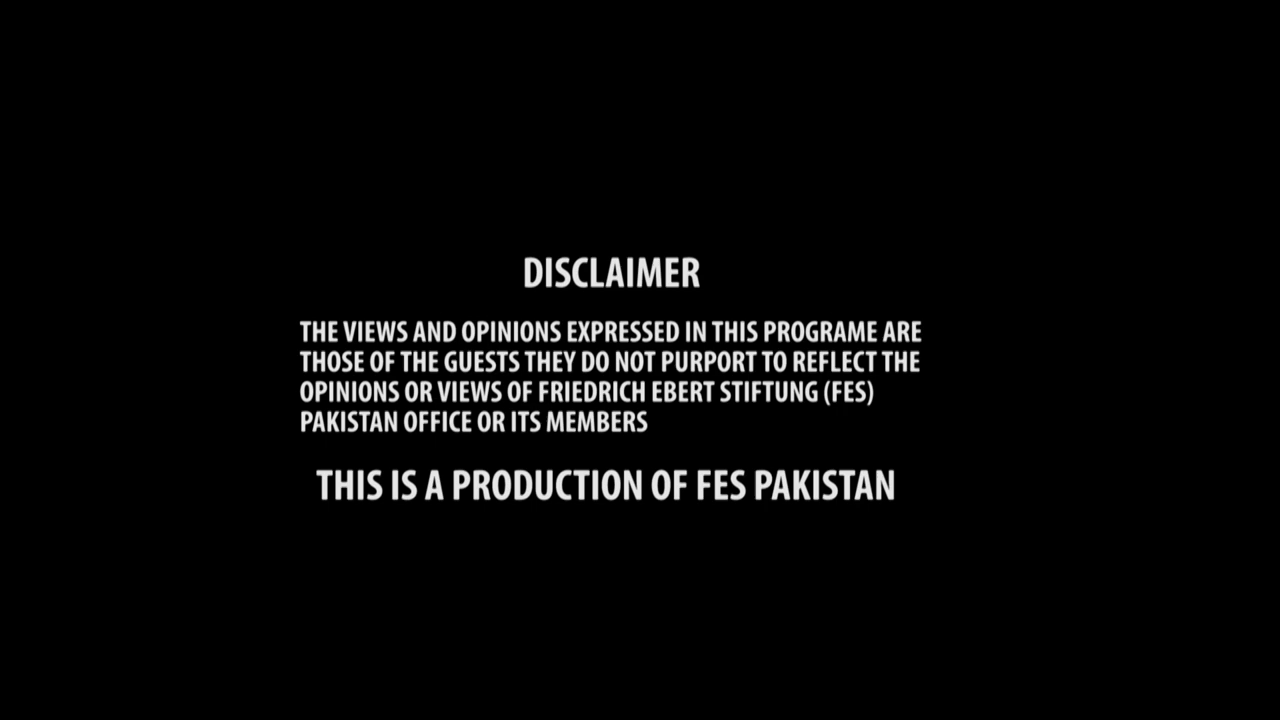 DISCLAIMER
THE VIEWS AND OPINIONS EXPRESSED IN THIS PROGRAME ARE
THOSE OF THE GUESTS THEY DO NOT PURPORT TO REFLECT THE
OPINIONS OR VIEWS OF FRIEDRICH EBERT STIFTUNG (FES)
PAKISTAN OFFICE OR ITS MEMBERS
THIS IS A PRODUCTION OF FES PAKISTAN